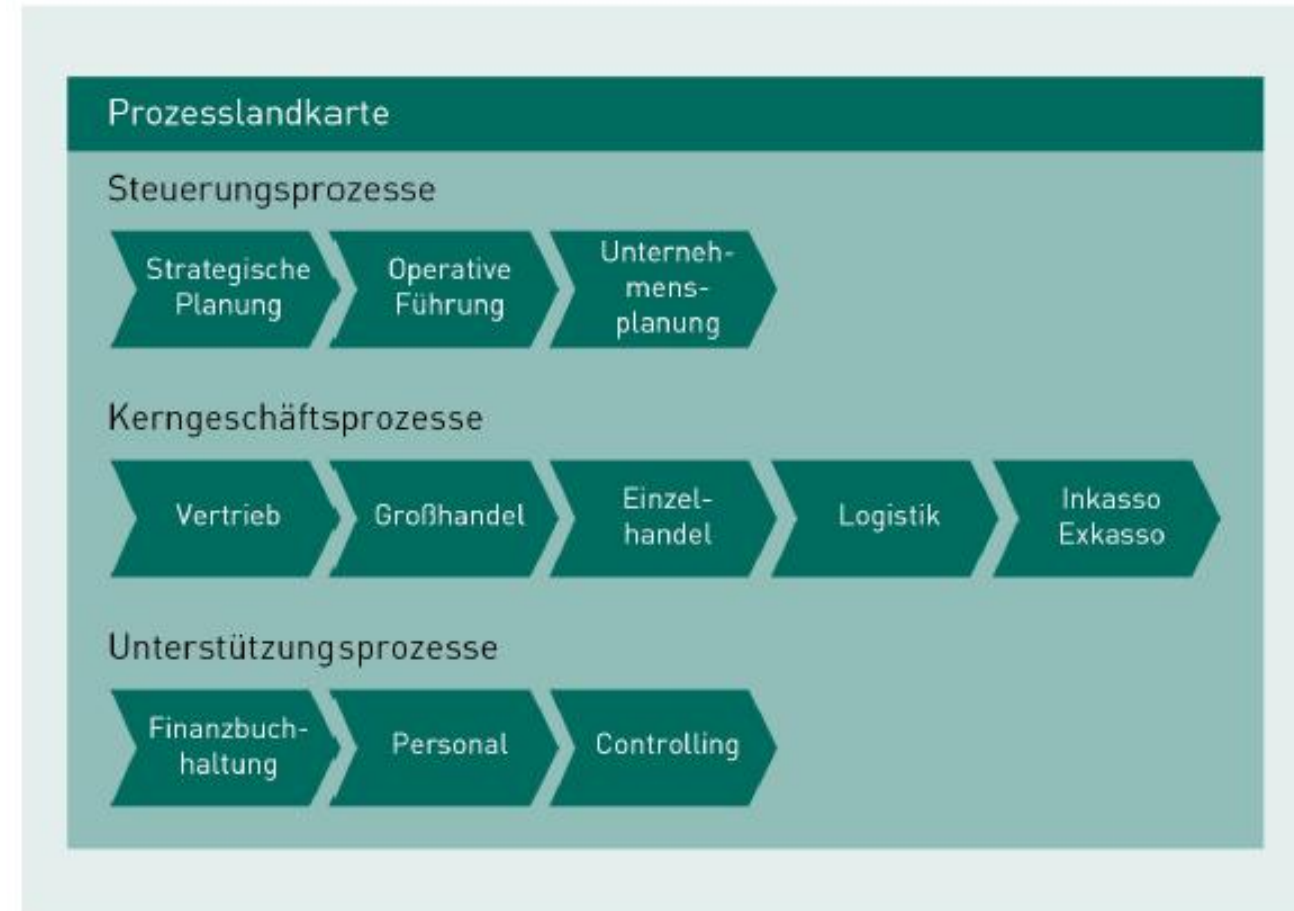 Prozesslandkarte
Steuerungsprozesse
Strategische
Planung
Operative
Führung
Unterneh-
mens-
planung
Kerngeschäftsprozesse
Vertrieb
Großhandel
Einzel-
handel
Logistik
Inkasso
Exkasso
Unterstützungsprozesse
Finanzbuch-
haltung
Personal
Controlling